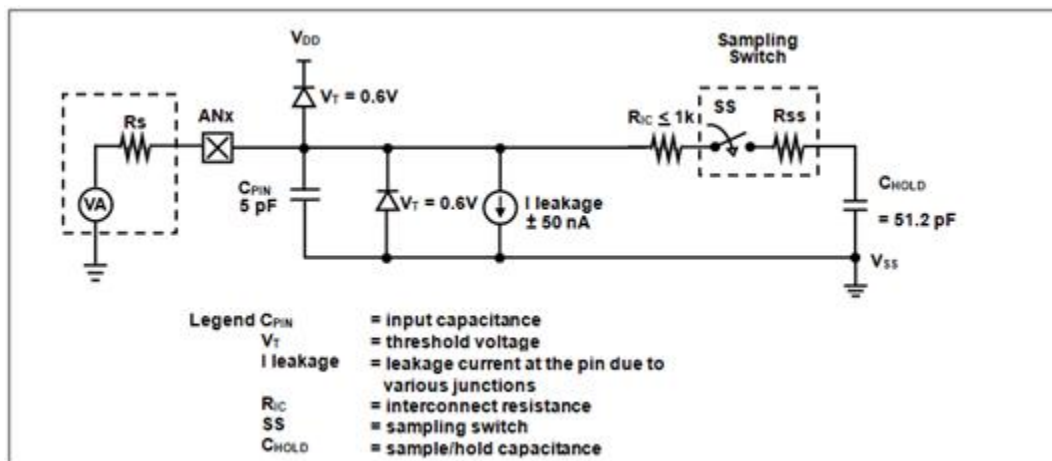 VDD
Sampling
Switch
VT = 0.6V
Rs
ANx
RIC ≤ 1k
SS
Rss
VA
CPIN
5 pF
VT = 0.6V
I leakage
± 50 nA
CHOLD
= 51.2 pF
VSS
Legend CPIN = input capacitance
VT = threshold voltage
I leakage = leakage current at the pin due to
various junctions
RIC = interconnect resistance
SS = sampling switch
CHOLD = sample/hold capacitance